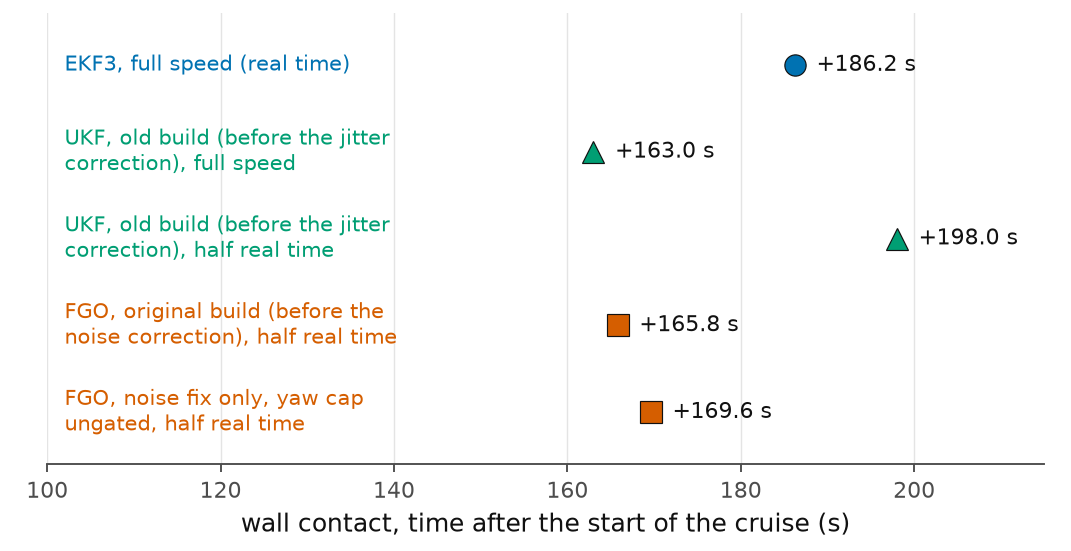 EKF3, full speed (real time)
+186.2 s
UKF, old build (before the jitter
correction), full speed
+163.0 s
UKF, old build (before the jitter
correction), half real time
+198.0 s
FGO, original build (before the
noise correction), half real time
+165.8 s
FGO, noise fix only, yaw cap
ungated, half real time
+169.6 s
100 120 140 160 180 200
wall contact, time after the start of the cruise (s)